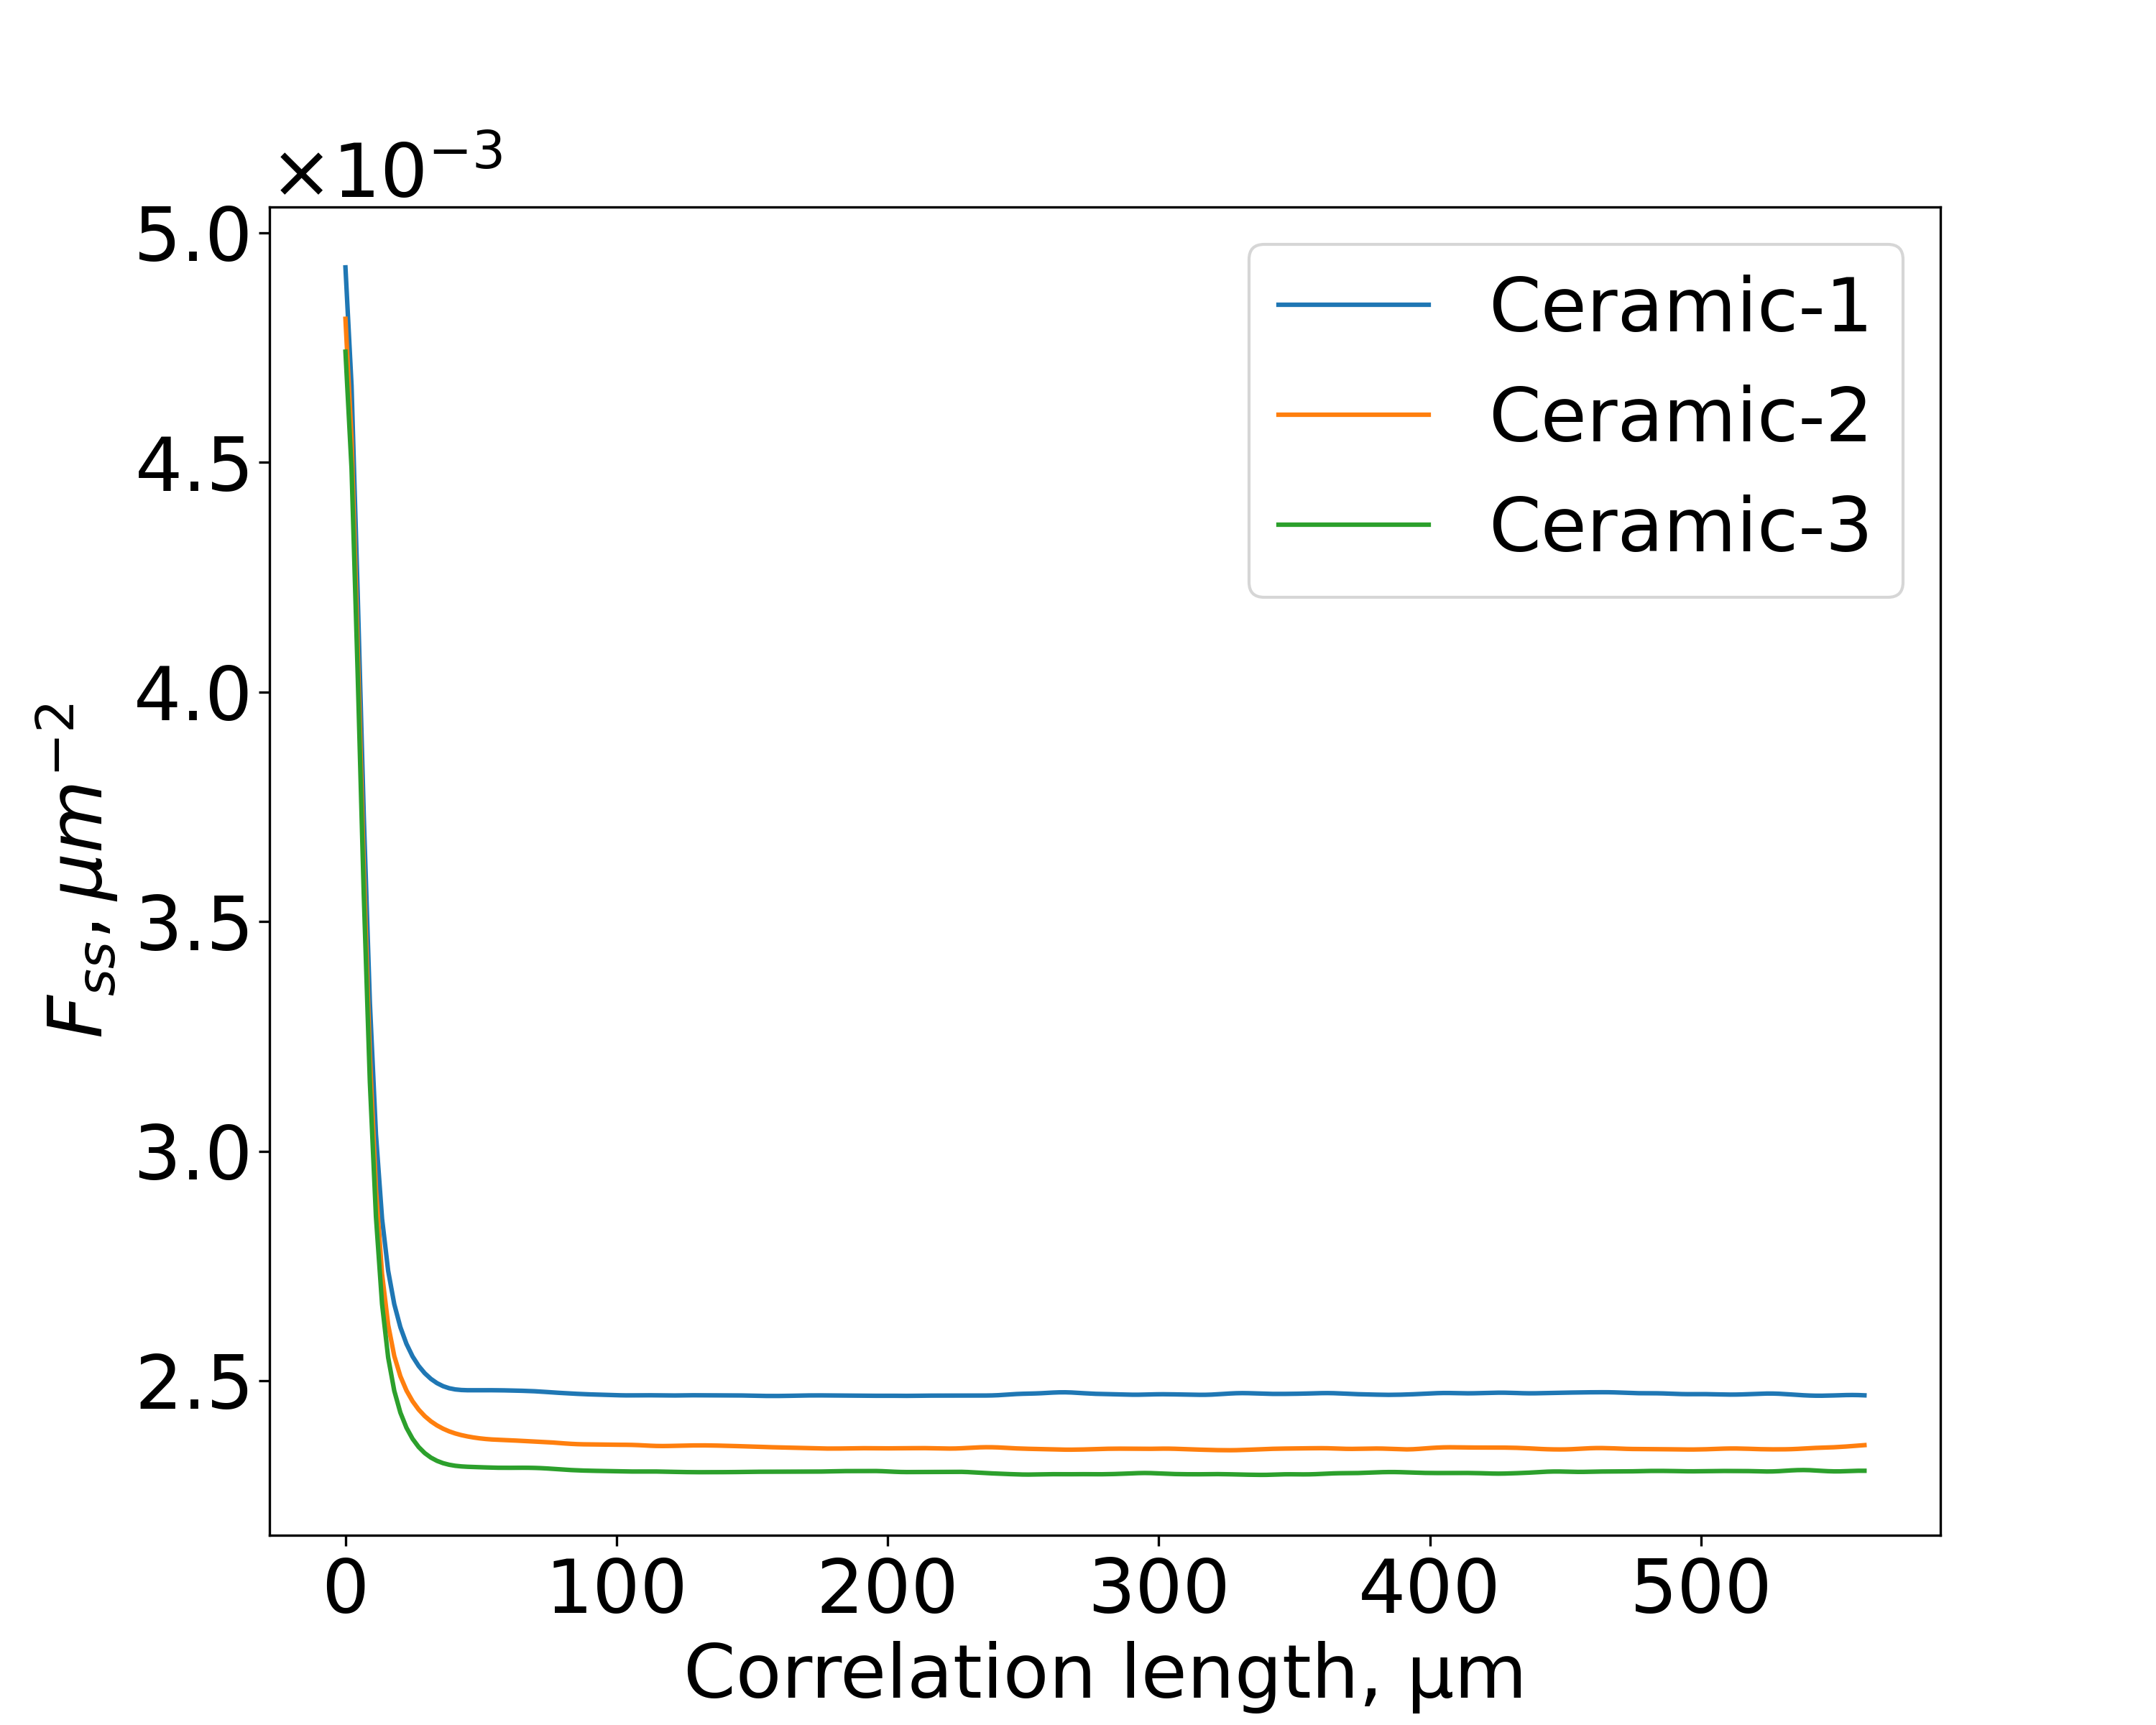 ×10⁻³
5.0
4.5
4.0
3.5
3.0
2.5
F_ss, μm⁻²
Ceramic-1
Ceramic-2
Ceramic-3
0 100 200 300 400 500
Correlation length, μm